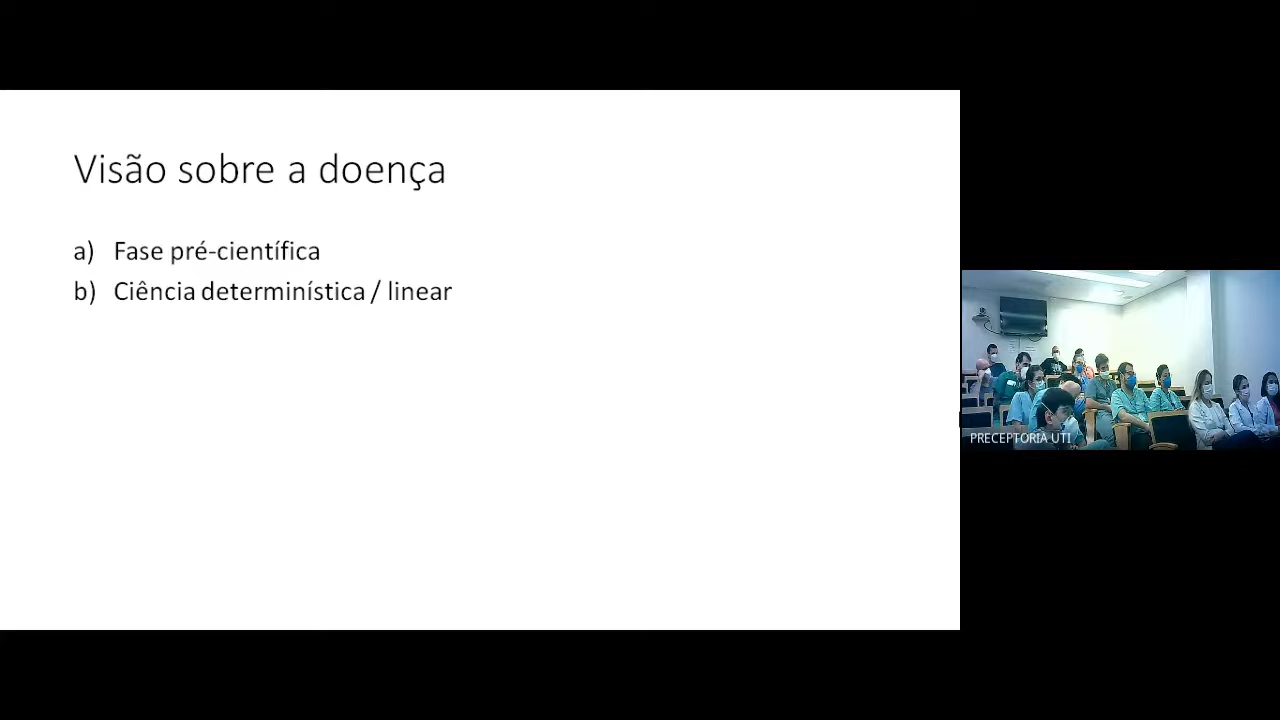 Visão sobre a doença
a) Fase pré-científica
b) Ciência determinística / linear
PRECEPTORIA UTI